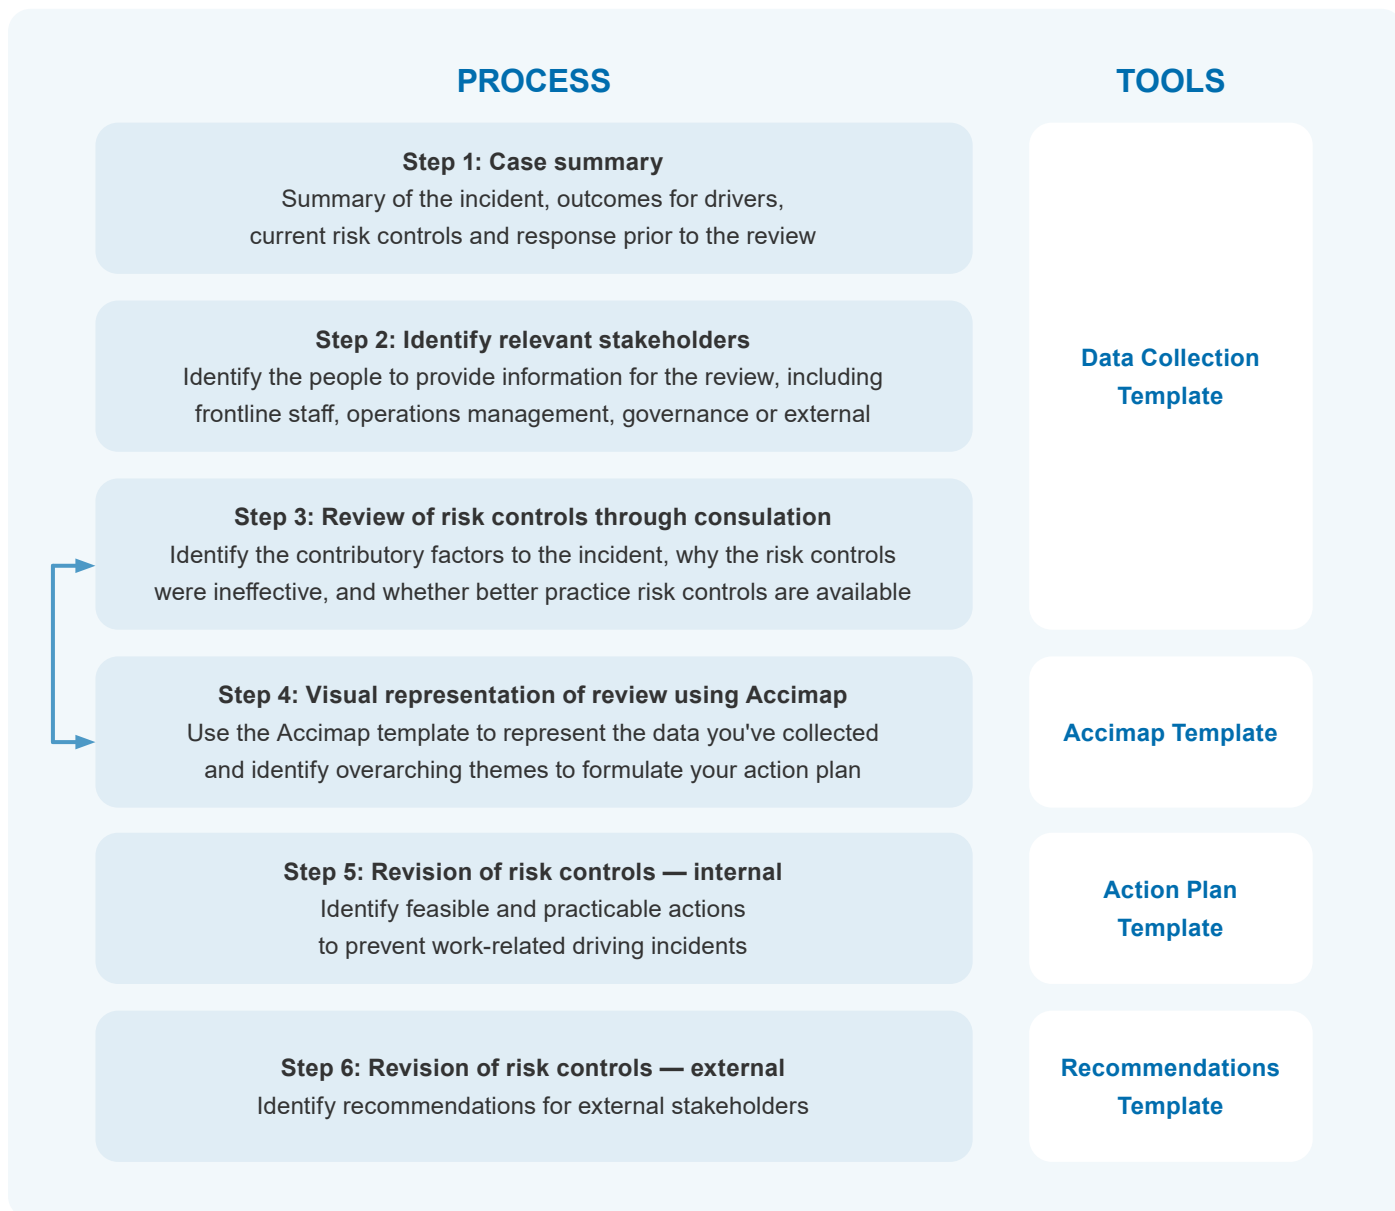 PROCESS
TOOLS
Step 1: Case summary
Summary of the incident, outcomes for drivers,
current risk controls and response prior to the review
Step 2: Identify relevant stakeholders
Identify the people to provide information for the review, including
frontline staff, operations management, governance or external
Step 3: Review of risk controls through consulation
Identify the contributory factors to the incident, why the risk controls
were ineffective, and whether better practice risk controls are available
Data Collection
Template
Step 4: Visual representation of review using Accimap
Use the Accimap template to represent the data you've collected
and identify overarching themes to formulate your action plan
Accimap Template
Step 5: Revision of risk controls — internal
Identify feasible and practicable actions
to prevent work-related driving incidents
Action Plan
Template
Step 6: Revision of risk controls — external
Identify recommendations for external stakeholders
Recommendations
Template